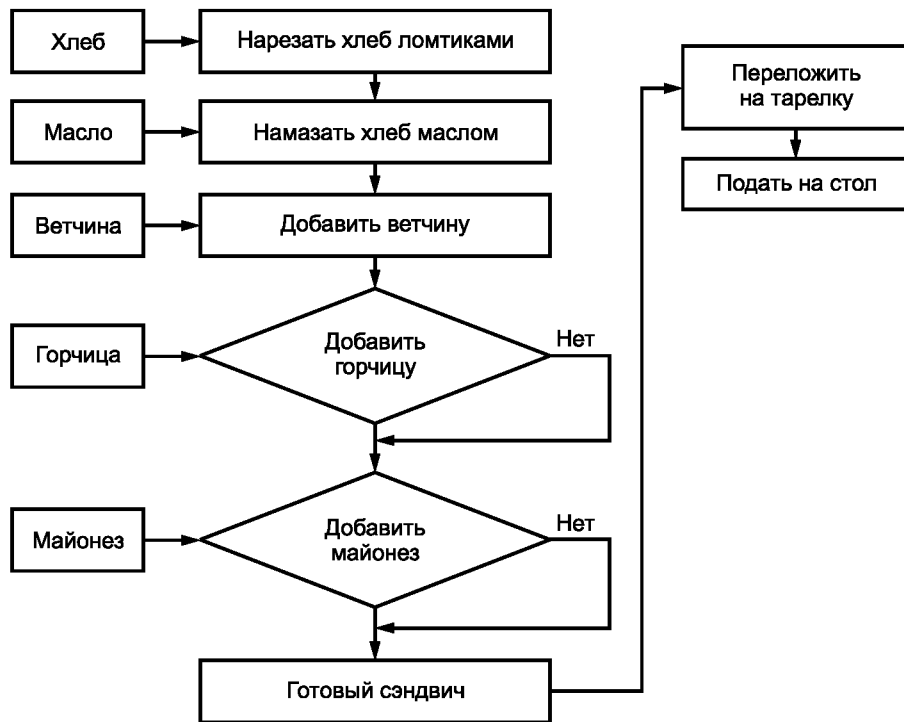 Хлеб
Нарезать хлеб ломтиками
Масло
Намазать хлеб маслом
Ветчина
Добавить ветчину
Горчица
Добавить
горчицу
Нет
Майонез
Добавить
майонез
Нет
Готовый сэндвич
Переложить
на тарелку
Подать на стол